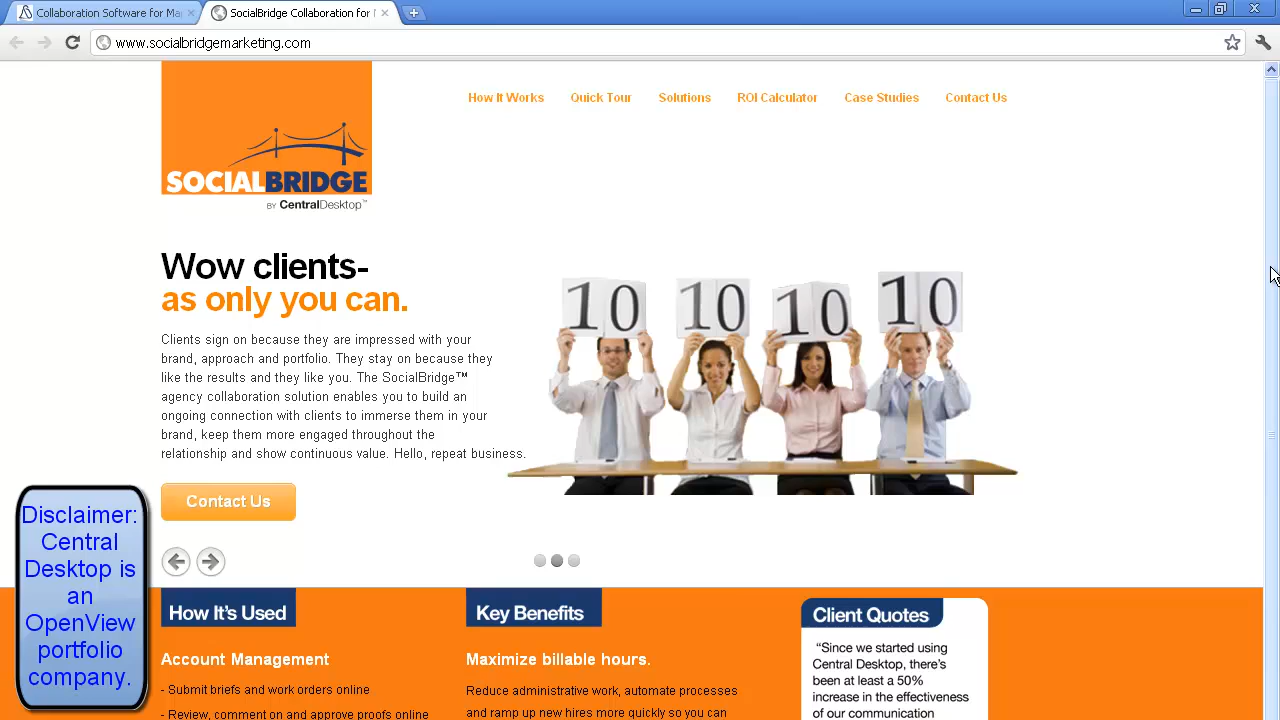 Collaboration Software for Ma
SocialBridge Collaboration for
www.socialbridgemarketing.com
How It Works
Quick Tour
Solutions
ROI Calculator
Case Studies
Contact Us
SOCIALBRIDGE
BY CentralDesktop™
Wow clients-
as only you can.
Clients sign on because they are impressed with your
brand, approach and portfolio. They stay on because they
like the results and they like you. The SocialBridge™
agency collaboration solution enables you to build an
ongoing connection with clients to immerse them in your
brand, keep them more engaged throughout the
relationship and show continuous value. Hello, repeat business.
10 10 10 10
Contact Us
Disclaimer:
Central
Desktop is
an
OpenView
portfolio
company.
How It's Used
Account Management
- Submit briefs and work orders online
- Review, comment on and approve proofs online
Key Benefits
Maximize billable hours.
Reduce administrative work, automate processes
and ramp up new hires more quickly so you can
Client Quotes
“Since we started using
Central Desktop, there's
been at least a 50%
increase in the effectiveness
of our communication